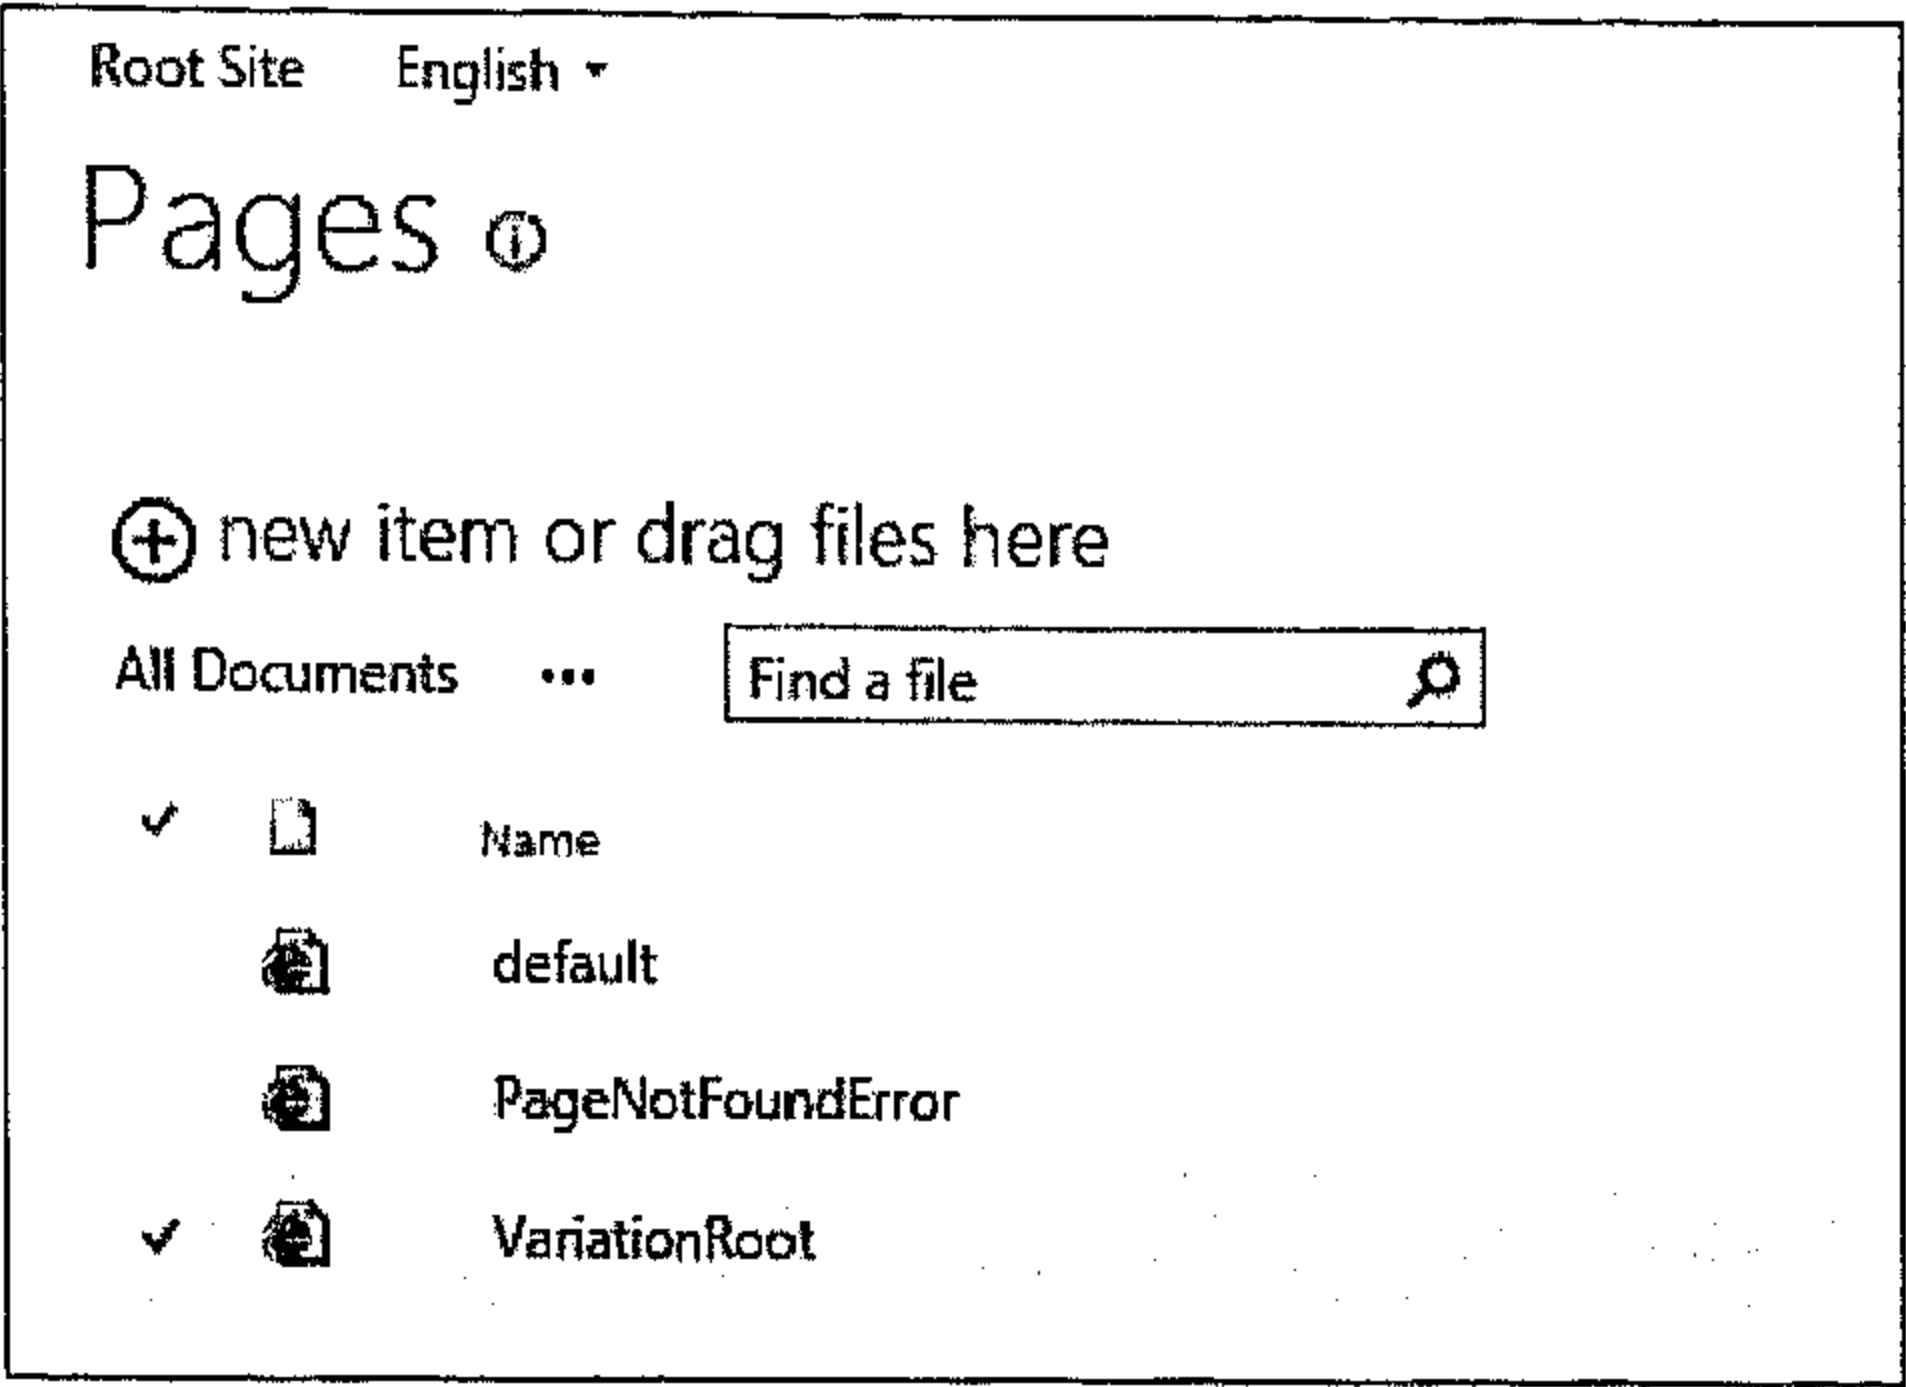 Root Site English
Pages
new item or drag files here
All Documents ... Find a file
Name
default
PageNotFoundError
VariationRoot